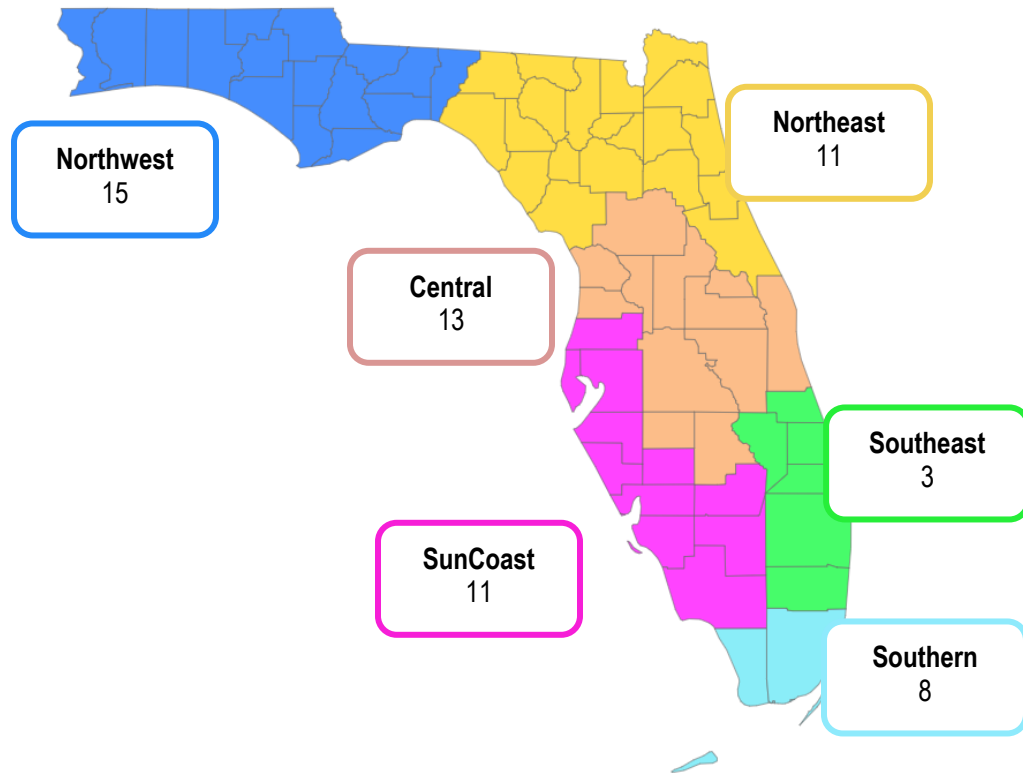 Northeast
11
Northwest
15
Central
13
Southeast
3
SunCoast
11
Southern
8